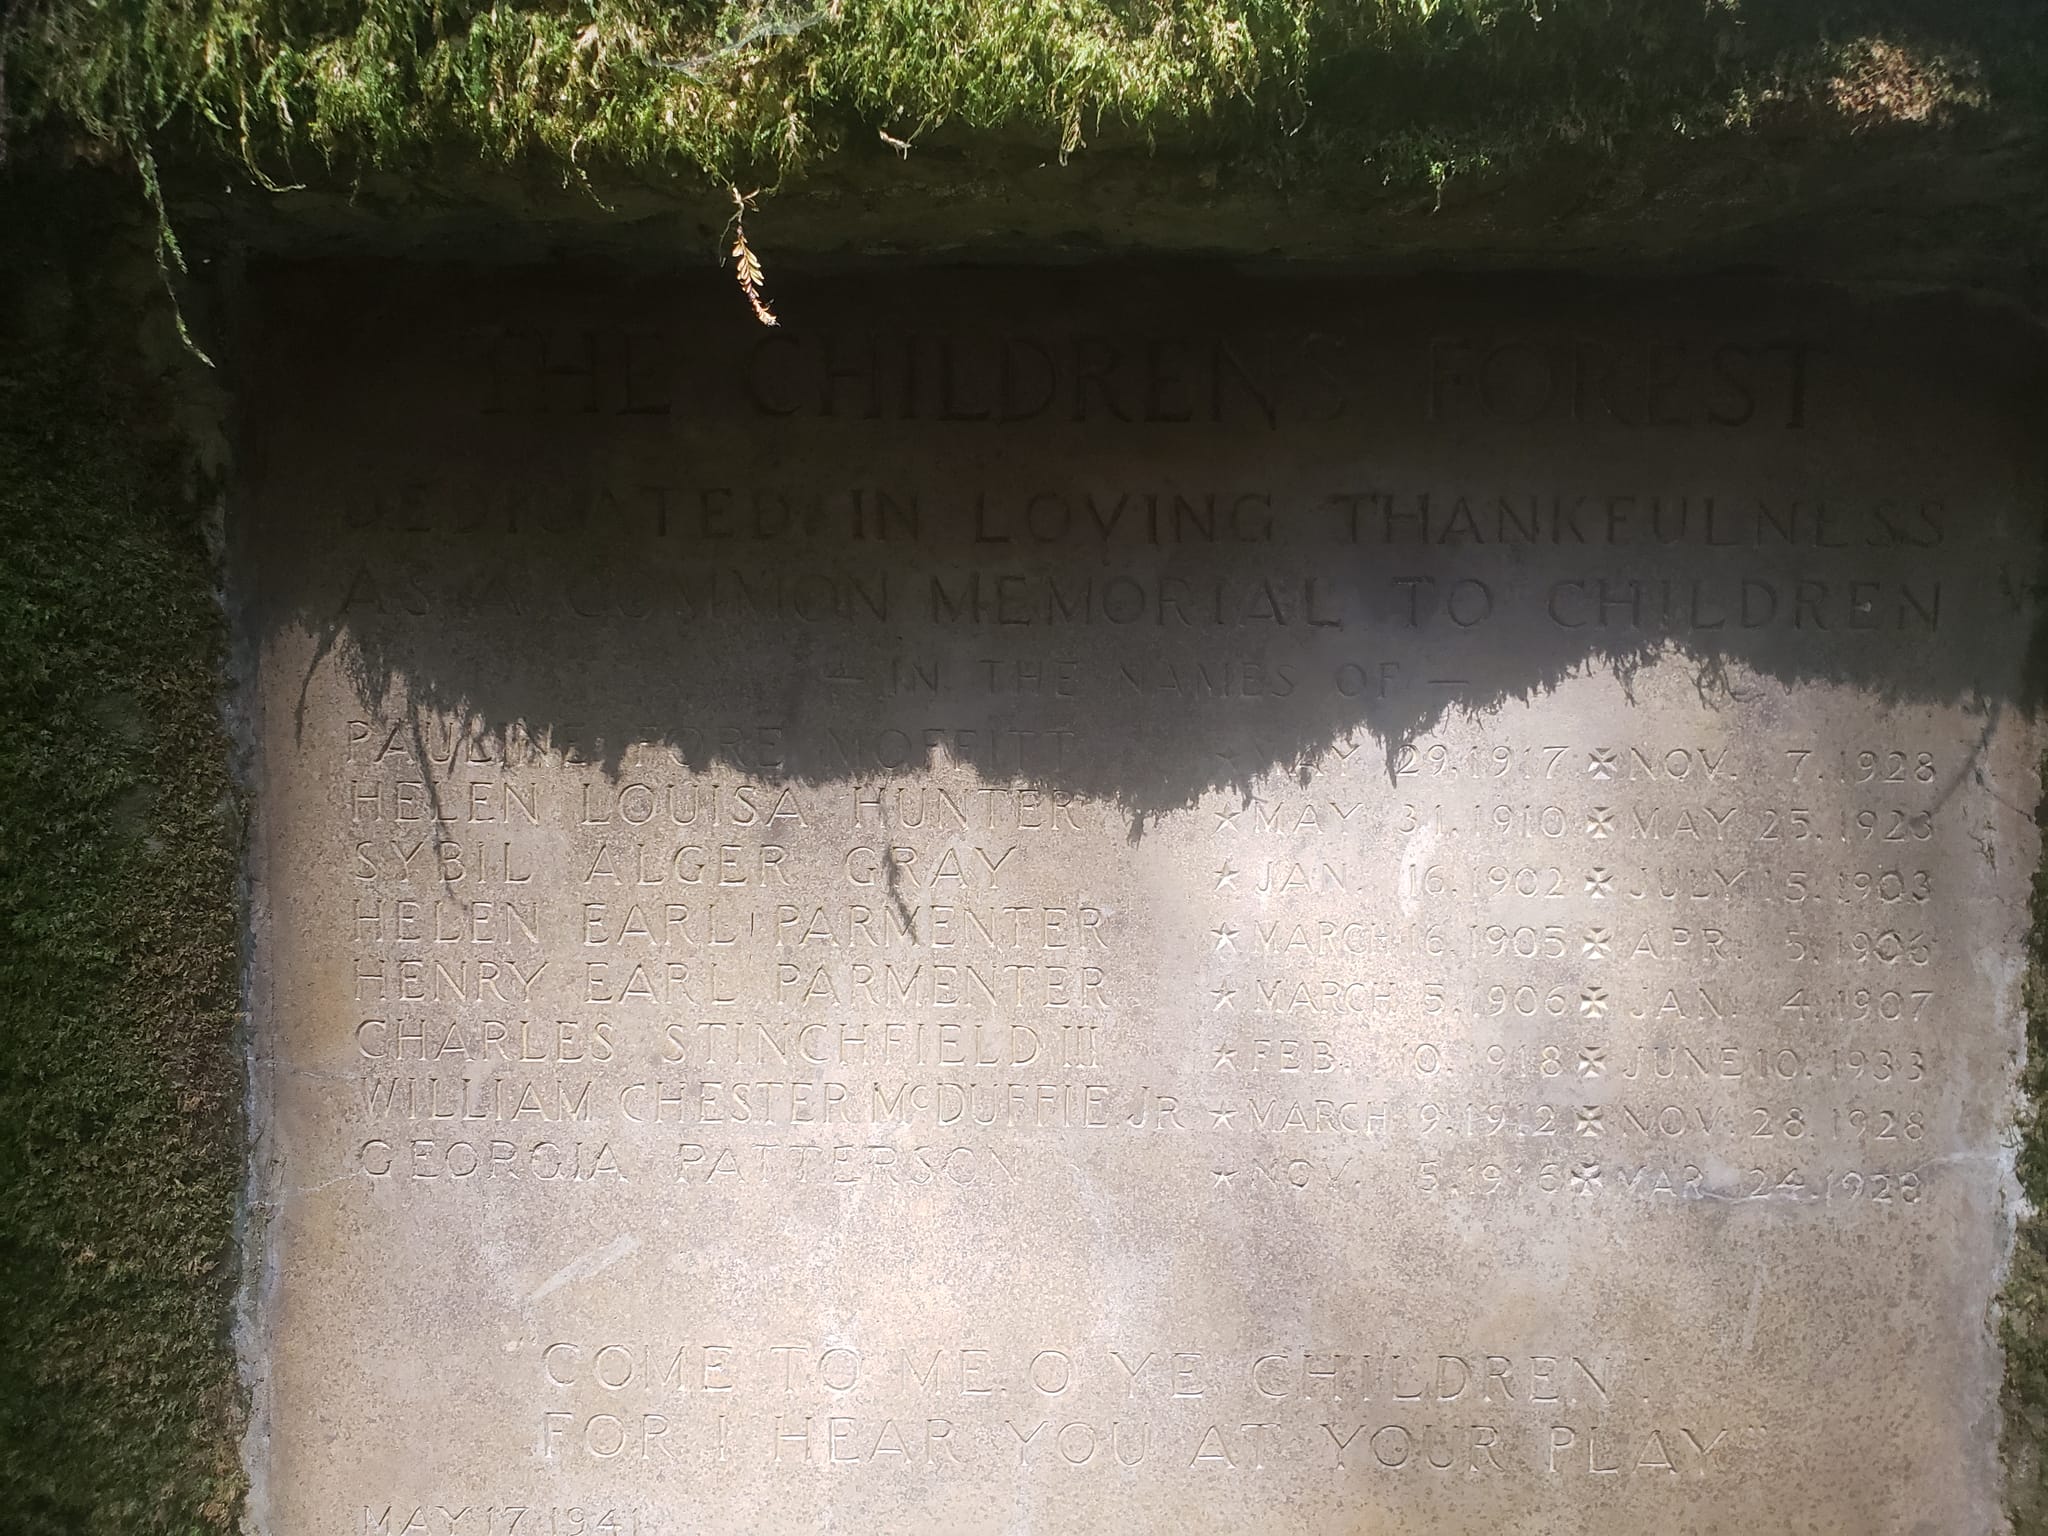 THE CHILDRENS FOREST
DEDICATED IN LOVING THANKFULNESS
AS A COMMON MEMORIAL TO CHILDREN
— IN THE NAMES OF —
PAULINE FORE MOFFITT ★ MAY 29.1917 ✠ NOV. 7.1928
HELEN LOUISA HUNTER ★ MAY 31.1910 ✠ MAY 25.1923
SYBIL ALGER GRAY ★ JAN. 16.1902 ✠ JULY 15.1903
HELEN EARL PARMENTER ★ MARCH 16.1905 ✠ APR. 5.1906
HENRY EARL PARMENTER ★ MARCH 5.1906 ✠ JAN. 4.1907
CHARLES STINCHFIELD III ★ FEB. 10.1918 ✠ JUNE 10.1933
WILLIAM CHESTER McDUFFIE JR ★ MARCH 9.1912 ✠ NOV. 28.1928
GEORGIA PATTERSON ★ NOV. 5.1916 ✠ MAR. 24.1928
"COME TO ME, O YE CHILDREN!
FOR I HEAR YOU AT YOUR PLAY"
MAY 17 1941